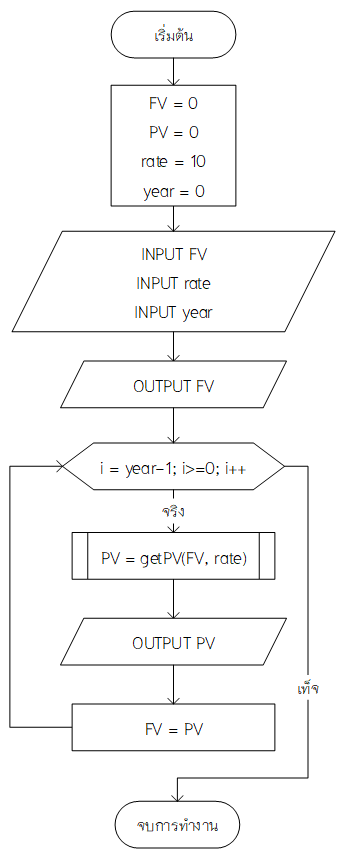 เริ่มต้น
FV = 0
PV = 0
rate = 10
year = 0
INPUT FV
INPUT rate
INPUT year
OUTPUT FV
i = year-1; i>=0; i++
จริง
PV = getPV(FV, rate)
OUTPUT PV
เท็จ
FV = PV
จบการทำงาน